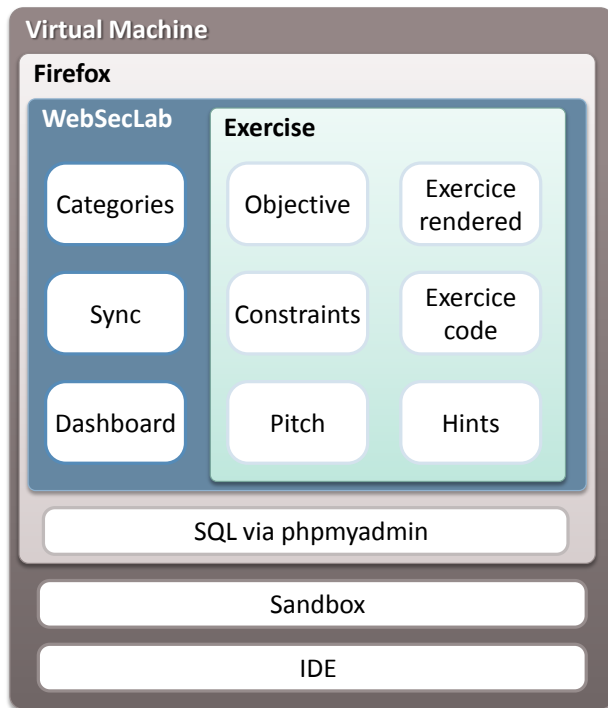 Virtual Machine
Firefox
WebSecLab
Exercise
Categories
Objective
Exercice
rendered
Sync
Constraints
Exercice
code
Dashboard
Pitch
Hints
SQL via phpmyadmin
Sandbox
IDE